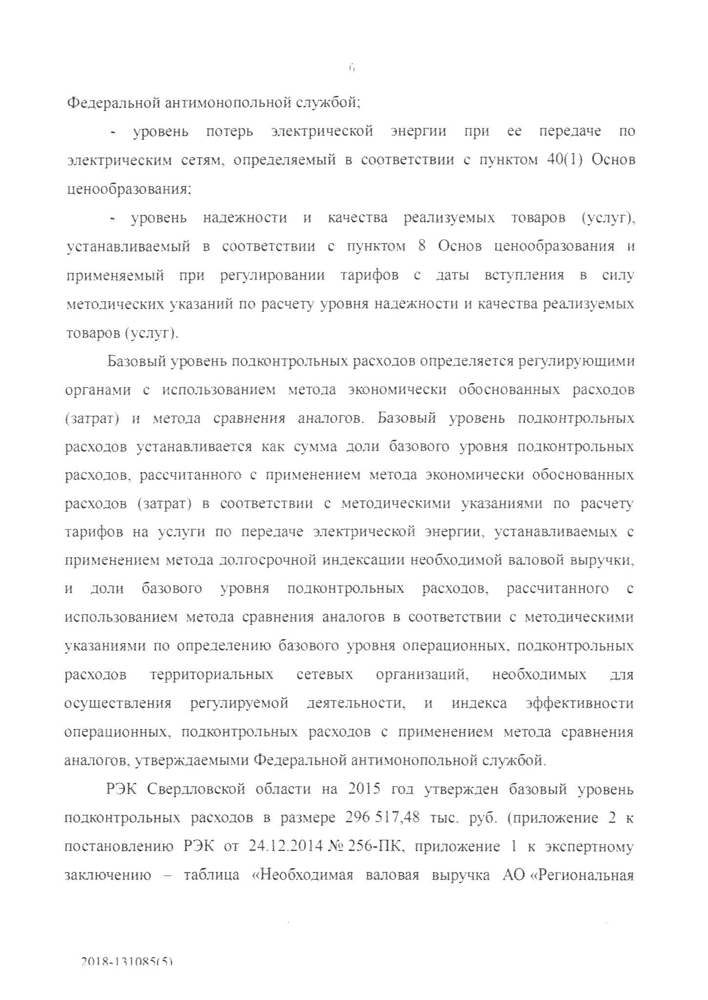 6
Федеральной антимонопольной службой;
- уровень потерь электрической энергии при ее передаче по
электрическим сетям, определяемый в соответствии с пунктом 40(1) Основ
ценообразования;
- уровень надежности и качества реализуемых товаров (услуг),
устанавливаемый в соответствии с пунктом 8 Основ ценообразования и
применяемый при регулировании тарифов с даты вступления в силу
методических указаний по расчету уровня надежности и качества реализуемых
товаров (услуг).
Базовый уровень подконтрольных расходов определяется регулирующими
органами с использованием метода экономически обоснованных расходов
(затрат) и метода сравнения аналогов. Базовый уровень подконтрольных
расходов устанавливается как сумма доли базового уровня подконтрольных
расходов, рассчитанного с применением метода экономически обоснованных
расходов (затрат) в соответствии с методическими указаниями по расчету
тарифов на услуги по передаче электрической энергии, устанавливаемых с
применением метода долгосрочной индексации необходимой валовой выручки,
и доли базового уровня подконтрольных расходов, рассчитанного с
использованием метода сравнения аналогов в соответствии с методическими
указаниями по определению базового уровня операционных, подконтрольных
расходов территориальных сетевых организаций, необходимых для
осуществления регулируемой деятельности, и индекса эффективности
операционных, подконтрольных расходов с применением метода сравнения
аналогов, утверждаемыми Федеральной антимонопольной службой.
РЭК Свердловской области на 2015 год утвержден базовый уровень
подконтрольных расходов в размере 296 517,48 тыс. руб. (приложение 2 к
постановлению РЭК от 24.12.2014 № 256-ПК, приложение 1 к экспертному
заключению – таблица «Необходимая валовая выручка АО «Региональная
2018-131085(5)